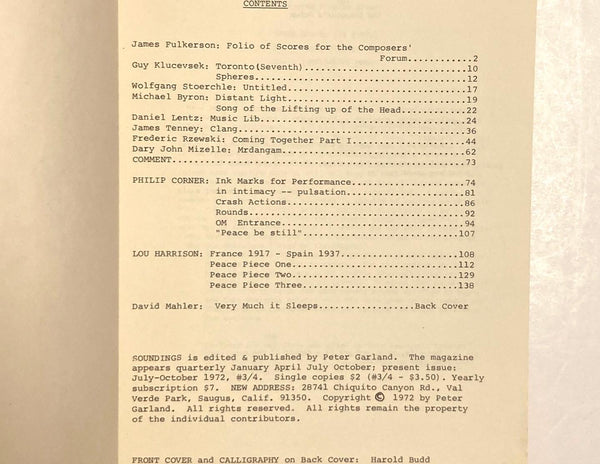 CONTENTS
James Fulkerson: Folio of Scores for the Composers'
Forum............2
Guy Klucevsek: Toronto(Seventh)...........................10
Spheres....................................12
Wolfgang Stoerchle: Untitled..............................17
Michael Byron: Distant Light..............................19
Song of the Lifting up of the Head.........22
Daniel Lentz: Music Lib...................................24
James Tenney: Clang.......................................36
Frederic Rzewski: Coming Together Part I..................44
Dary John Mizelle: Mrdangam...............................62
COMMENT...................................................73
PHILIP CORNER: Ink Marks for Performance..................74
in intimacy -- pulsation...................81
Crash Actions..............................86
Rounds.....................................92
OM Entrance................................94
"Peace be still"..........................107
LOU HARRISON: France 1917 - Spain 1937...................108
Peace Piece One............................112
Peace Piece Two............................129
Peace Piece Three..........................138
David Mahler: Very Much it Sleeps...............Back Cover
SOUNDINGS is edited & published by Peter Garland. The magazine
appears quarterly January April July October; present issue:
July-October 1972, #3/4. Single copies $2 (#3/4 - $3.50). Yearly
subscription $7. NEW ADDRESS: 28741 Chiquito Canyon Rd., Val
Verde Park, Saugus, Calif. 91350. Copyright © 1972 by Peter
Garland. All rights reserved. All rights remain the property
of the individual contributors.
FRONT COVER and CALLIGRAPHY on Back Cover: Harold Budd